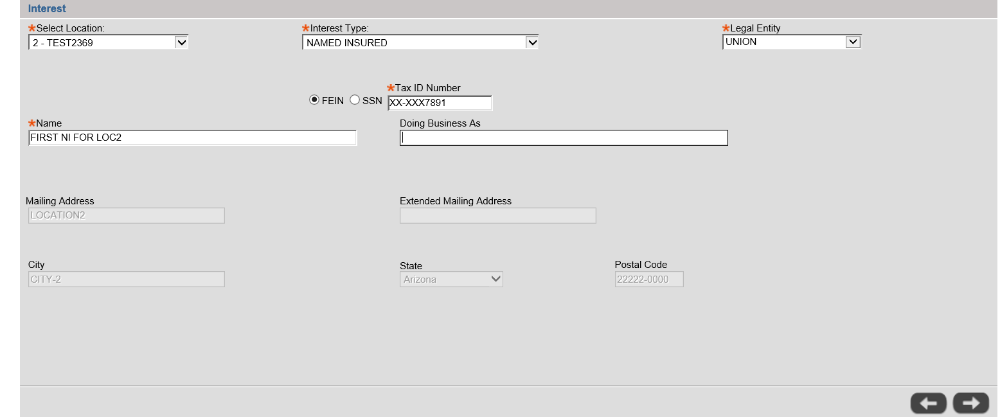 Interest
*Select Location: *Interest Type: *Legal Entity
2 - TEST2369 NAMED INSURED UNION
*Tax ID Number
FEIN SSN XX-XXX7891
*Name Doing Business As
FIRST NI FOR LOC2
Mailing Address Extended Mailing Address
LOCATION2
City State Postal Code
CITY-2 Arizona 22222-0000